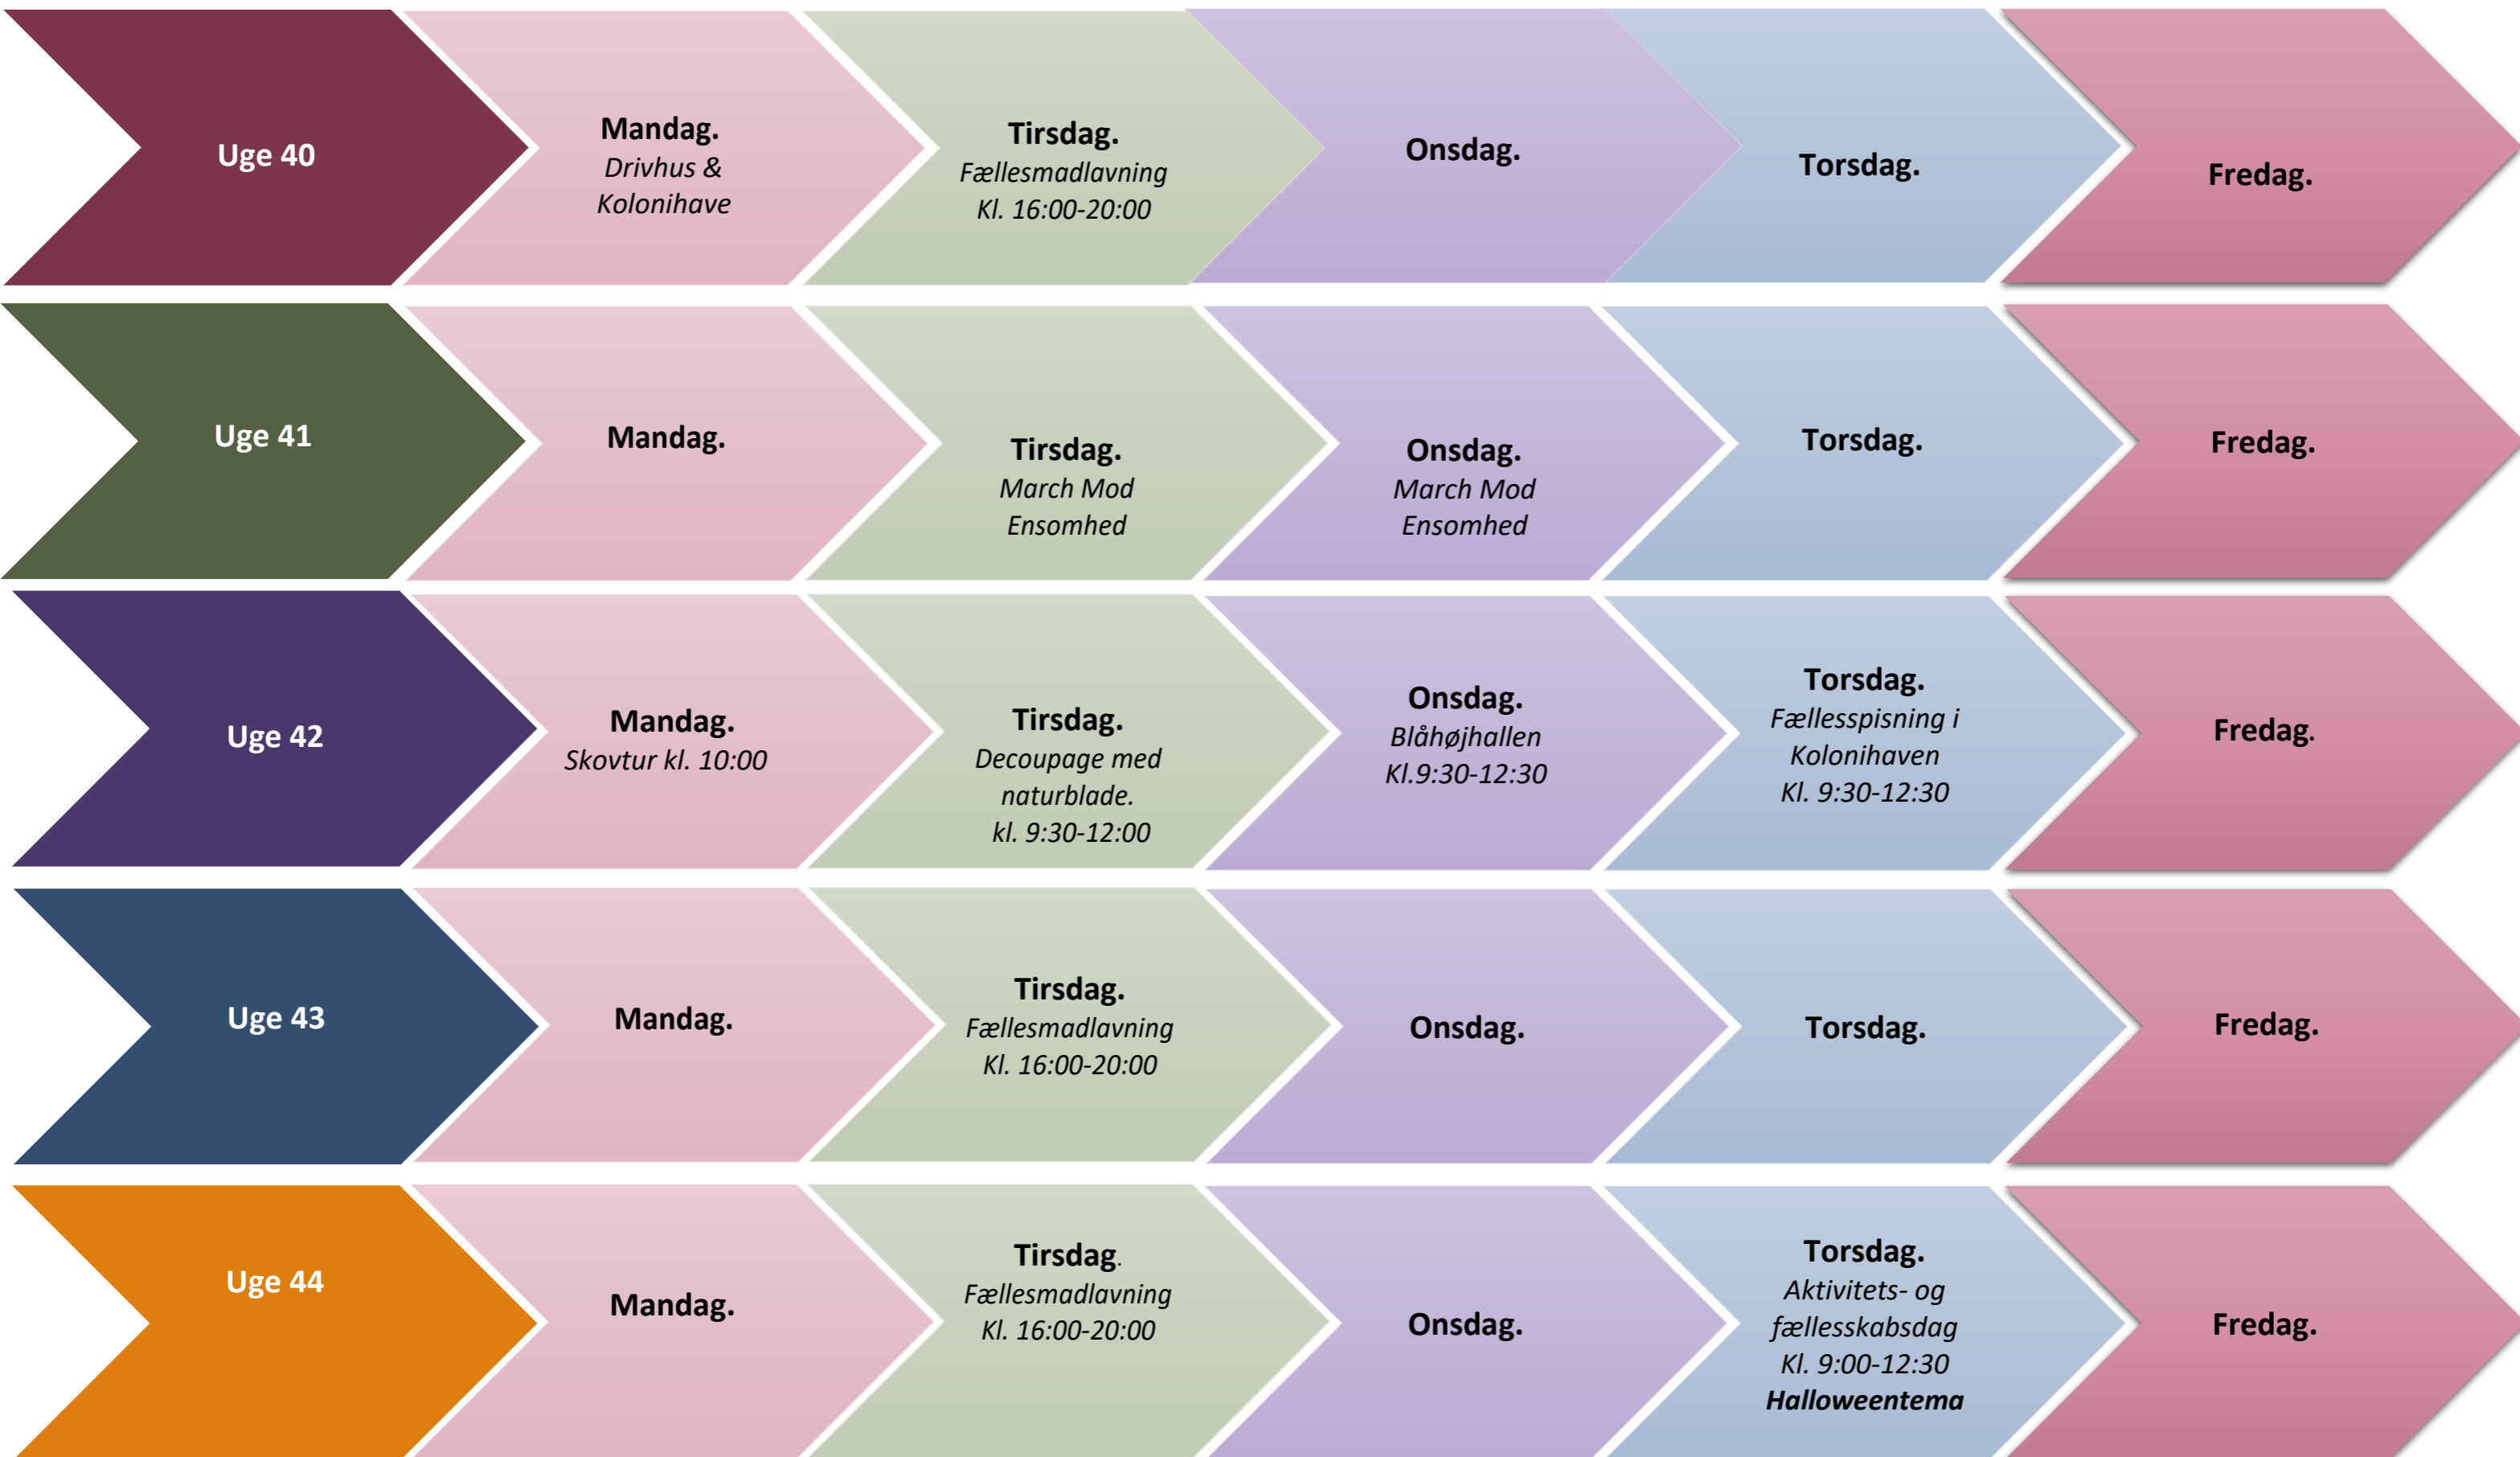 Uge 40
Mandag.
Drivhus &
Kolonihave
Tirsdag.
Fællesmadlavning
Kl. 16:00-20:00
Onsdag.
Torsdag.
Fredag.
Uge 41
Mandag.
Tirsdag.
March Mod
Ensomhed
Onsdag.
March Mod
Ensomhed
Torsdag.
Fredag.
Uge 42
Mandag.
Skovtur kl. 10:00
Tirsdag.
Decoupage med
naturblade.
kl. 9:30-12:00
Onsdag.
Blåhøjhallen
Kl.9:30-12:30
Torsdag.
Fællesspisning i
Kolonihaven
Kl. 9:30-12:30
Fredag.
Uge 43
Mandag.
Tirsdag.
Fællesmadlavning
Kl. 16:00-20:00
Onsdag.
Torsdag.
Fredag.
Uge 44
Mandag.
Tirsdag.
Fællesmadlavning
Kl. 16:00-20:00
Onsdag.
Torsdag.
Aktivitets- og
fællesskabsdag
Kl. 9:00-12:30
Halloweentema
Fredag.